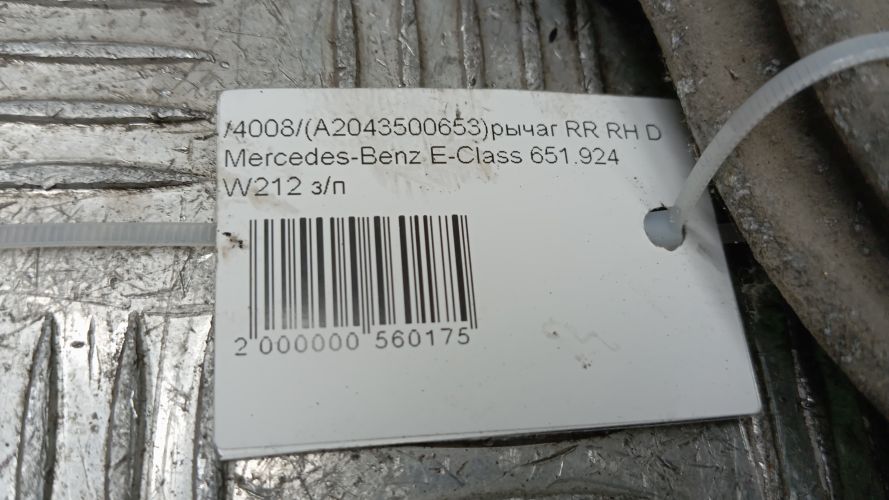 /4008/(A2043500653)рычаг RR RH D
Mercedes-Benz E-Class 651.924
W212 з/п
2 000000 560175